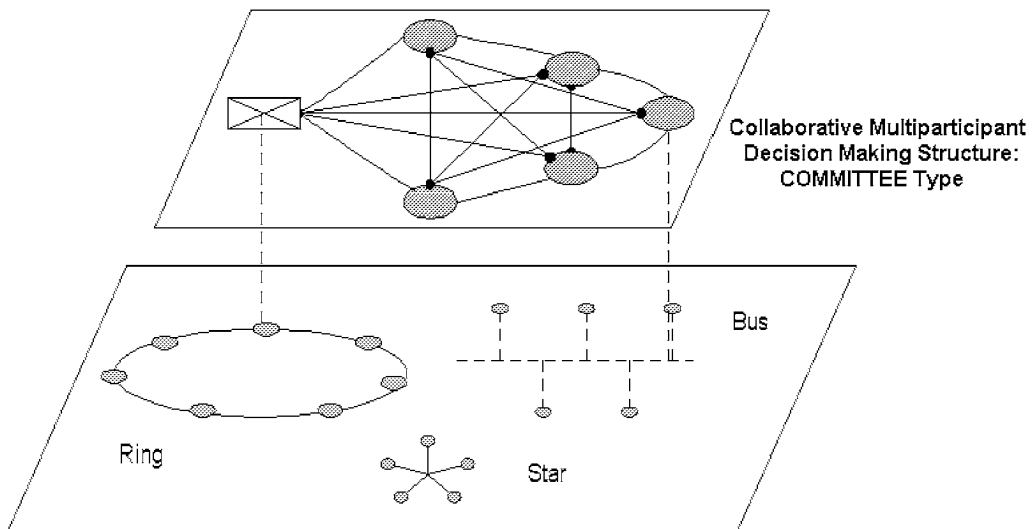 Collaborative Multiparticipant
Decision Making Structure:
COMMITTEE Type
Bus
Ring
Star